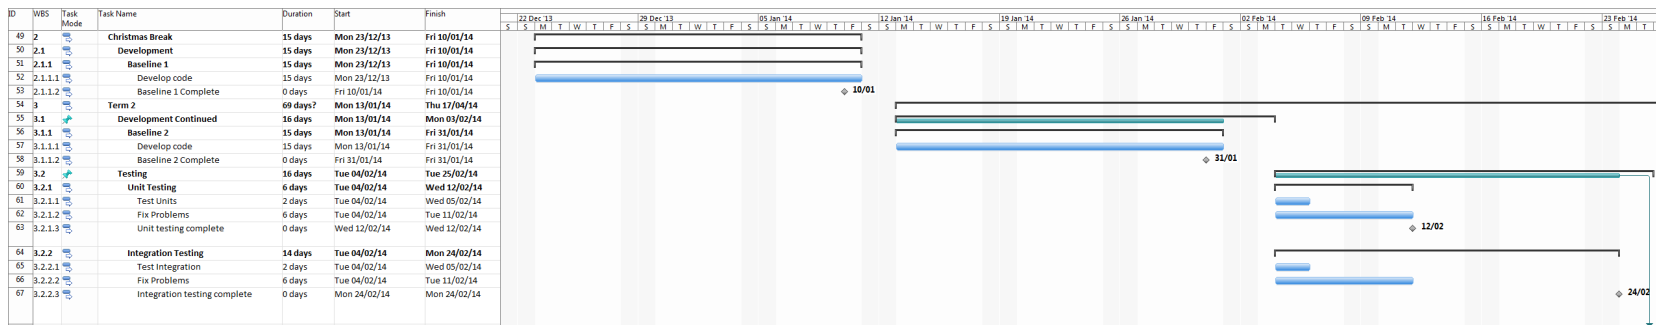 ID WBS Task Mode Task Name Duration Start Finish 22 Dec '13 29 Dec '13 05 Jan '14 12 Jan '14 19 Jan '14 26 Jan '14 02 Feb '14 09 Feb '14 16 Feb '14 23 Feb '14
S S M T W T F S S M T W T F S S M T W T F S S M T W T F S S M T W T F S S M T W T F S S M T W T F S S M T W T F S S M T W T F S S M T
49 2 Christmas Break 15 days Mon 23/12/13 Fri 10/01/14
50 2.1 Development 15 days Mon 23/12/13 Fri 10/01/14
51 2.1.1 Baseline 1 15 days Mon 23/12/13 Fri 10/01/14
52 2.1.1.1 Develop code 15 days Mon 23/12/13 Fri 10/01/14
53 2.1.1.2 Baseline 1 Complete 0 days Fri 10/01/14 Fri 10/01/14 10/01
54 3 Term 2 69 days? Mon 13/01/14 Thu 17/04/14
55 3.1 Development Continued 16 days Mon 13/01/14 Mon 03/02/14
56 3.1.1 Baseline 2 15 days Mon 13/01/14 Fri 31/01/14
57 3.1.1.1 Develop code 15 days Mon 13/01/14 Fri 31/01/14
58 3.1.1.2 Baseline 2 Complete 0 days Fri 31/01/14 Fri 31/01/14 31/01
59 3.2 Testing 16 days Tue 04/02/14 Tue 25/02/14
60 3.2.1 Unit Testing 6 days Tue 04/02/14 Wed 12/02/14
61 3.2.1.1 Test Units 2 days Tue 04/02/14 Wed 05/02/14
62 3.2.1.2 Fix Problems 6 days Tue 04/02/14 Tue 11/02/14
63 3.2.1.3 Unit testing complete 0 days Wed 12/02/14 Wed 12/02/14 12/02
64 3.2.2 Integration Testing 14 days Tue 04/02/14 Mon 24/02/14
65 3.2.2.1 Test Integration 2 days Tue 04/02/14 Wed 05/02/14
66 3.2.2.2 Fix Problems 6 days Tue 04/02/14 Tue 11/02/14
67 3.2.2.3 Integration testing complete 0 days Mon 24/02/14 Mon 24/02/14 24/02